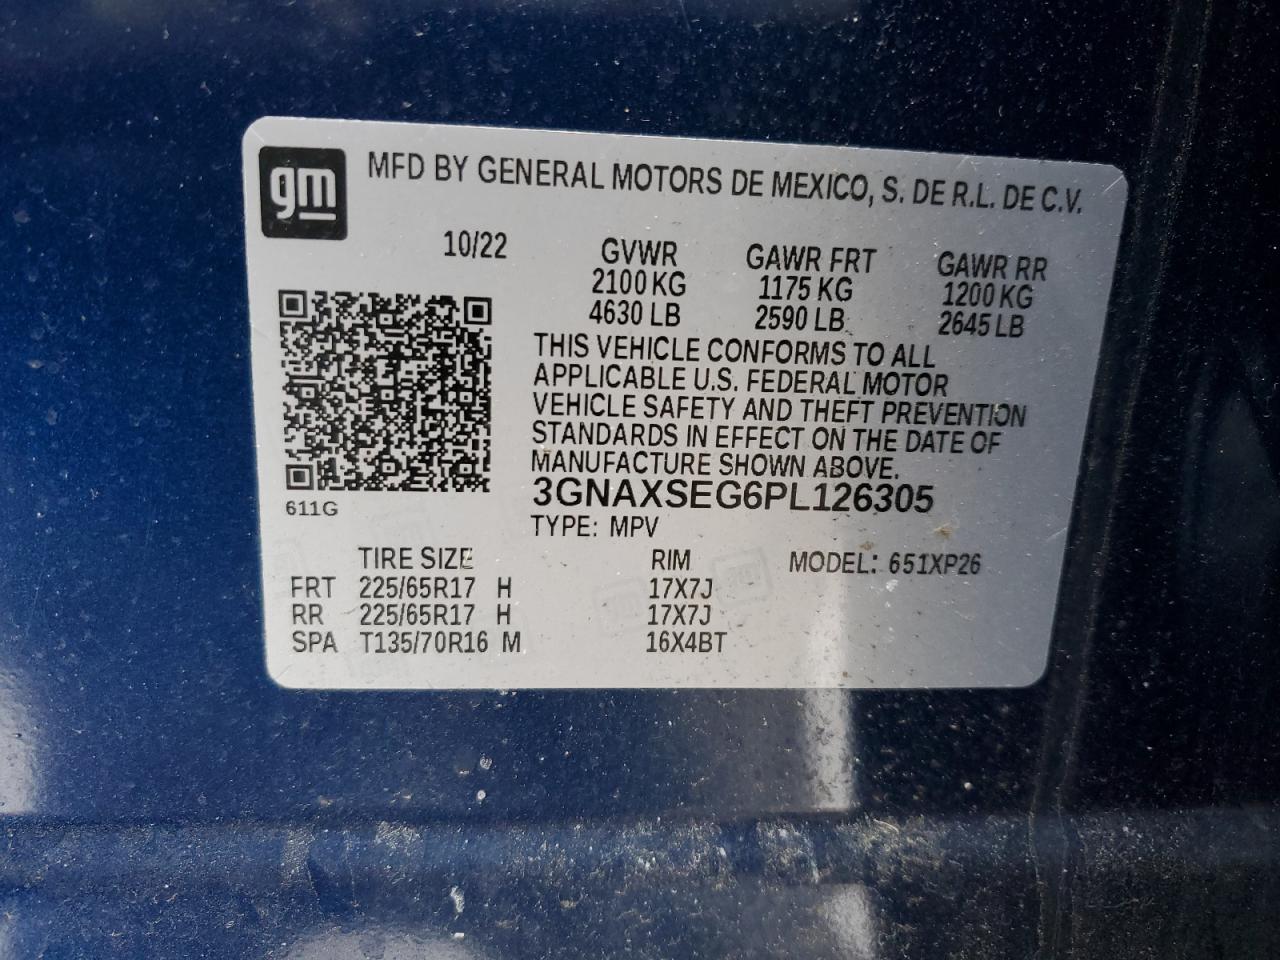 gm
MFD BY GENERAL MOTORS DE MEXICO, S. DE R.L. DE C.V.
10/22 GVWR GAWR FRT GAWR RR
2100 KG 1175 KG 1200 KG
4630 LB 2590 LB 2645 LB
THIS VEHICLE CONFORMS TO ALL
APPLICABLE U.S. FEDERAL MOTOR
VEHICLE SAFETY AND THEFT PREVENTION
STANDARDS IN EFFECT ON THE DATE OF
MANUFACTURE SHOWN ABOVE.
3GNAXSEG6PL126305
611G
TYPE: MPV
TIRE SIZE RIM MODEL: 651XP26
FRT 225/65R17 H 17X7J
RR 225/65R17 H 17X7J
SPA T135/70R16 M 16X4BT